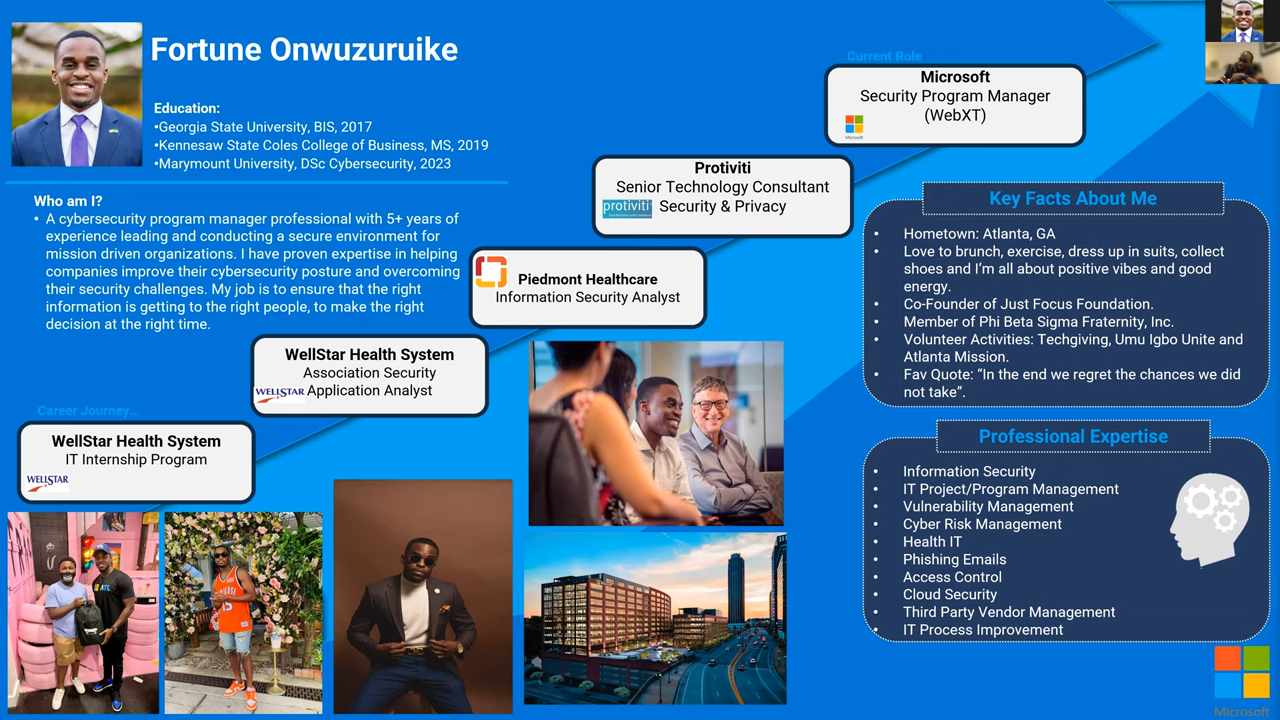 Fortune Onwuzuruike
Education:
•Georgia State University, BIS, 2017
•Kennesaw State Coles College of Business, MS, 2019
•Marymount University, DSc Cybersecurity, 2023
Who am I?
• A cybersecurity program manager professional with 5+ years of
experience leading and conducting a secure environment for
mission driven organizations. I have proven expertise in helping
companies improve their cybersecurity posture and overcoming
their security challenges. My job is to ensure that the right
information is getting to the right people, to make the right
decision at the right time.
Career Journey…
WellStar Health System
IT Internship Program
WELLSTAR
WellStar Health System
Association Security
Application Analyst
WELLSTAR
Piedmont Healthcare
Information Security Analyst
Protiviti
Senior Technology Consultant
Security & Privacy
protiviti
Current Role
Microsoft
Security Program Manager
(WebXT)
Microsoft
Key Facts About Me
• Hometown: Atlanta, GA
• Love to brunch, exercise, dress up in suits, collect
shoes and I'm all about positive vibes and good
energy.
• Co-Founder of Just Focus Foundation.
• Member of Phi Beta Sigma Fraternity, Inc.
• Volunteer Activities: Techgiving, Umu Igbo Unite and
Atlanta Mission.
• Fav Quote: “In the end we regret the chances we did
not take”.
Professional Expertise
• Information Security
• IT Project/Program Management
• Vulnerability Management
• Cyber Risk Management
• Health IT
• Phishing Emails
• Access Control
• Cloud Security
• Third Party Vendor Management
• IT Process Improvement
ATL
15
Microsoft